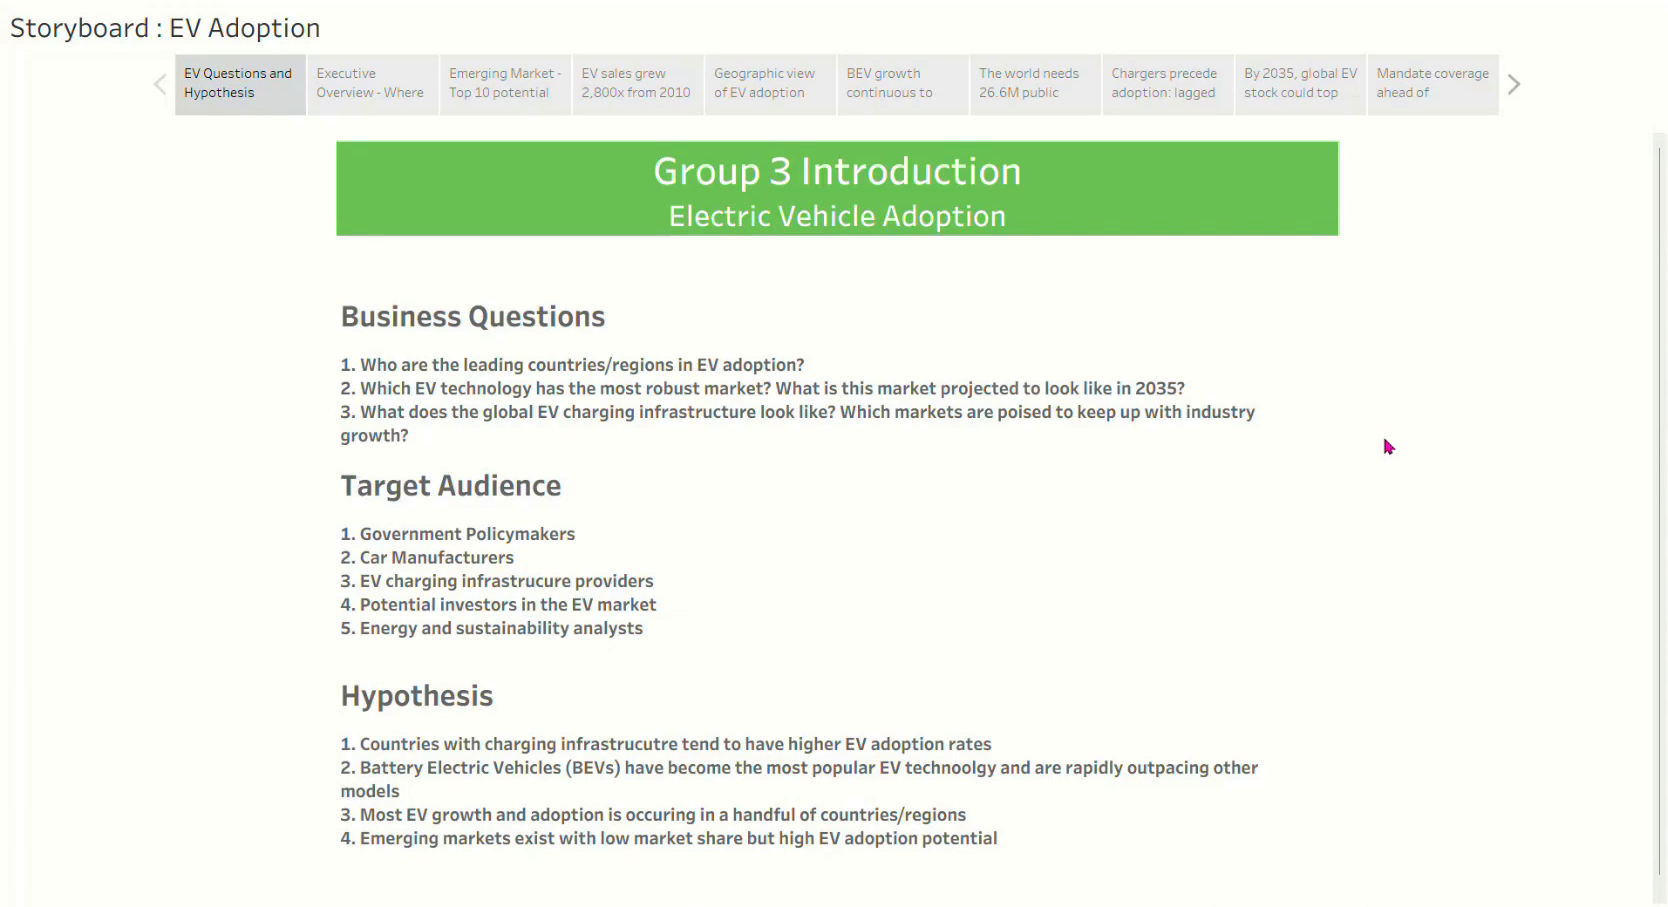 Storyboard : EV Adoption
EV Questions and
Hypothesis
Executive
Overview - Where
Emerging Market -
Top 10 potential
EV sales grew
2,800x from 2010
Geographic view
of EV adoption
BEV growth
continuous to
The world needs
26.6M public
Chargers precede
adoption: lagged
By 2035, global EV
stock could top
Mandate coverage
ahead of
Group 3 Introduction
Electric Vehicle Adoption
Business Questions
1. Who are the leading countries/regions in EV adoption?
2. Which EV technology has the most robust market? What is this market projected to look like in 2035?
3. What does the global EV charging infrastructure look like? Which markets are poised to keep up with industry
growth?
Target Audience
1. Government Policymakers
2. Car Manufacturers
3. EV charging infrastrucure providers
4. Potential investors in the EV market
5. Energy and sustainability analysts
Hypothesis
1. Countries with charging infrastrucutre tend to have higher EV adoption rates
2. Battery Electric Vehicles (BEVs) have become the most popular EV technoolgy and are rapidly outpacing other
models
3. Most EV growth and adoption is occuring in a handful of countries/regions
4. Emerging markets exist with low market share but high EV adoption potential